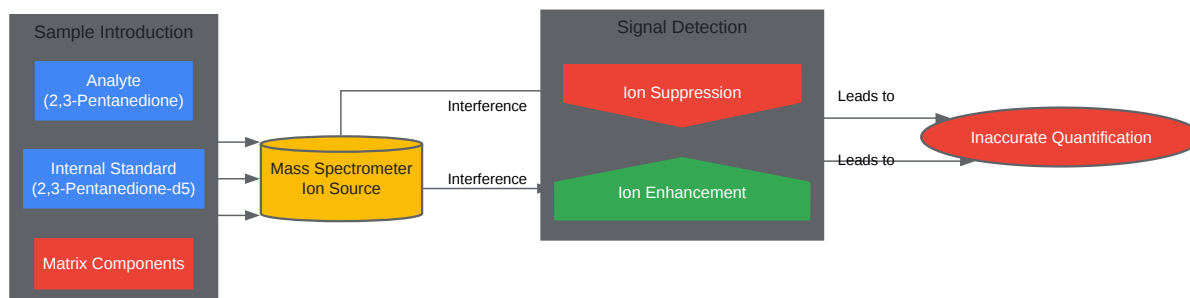 Sample Introduction
Analyte
(2,3-Pentanedione)
Internal Standard
(2,3-Pentanedione-d5)
Matrix Components
Mass Spectrometer
Ion Source
Interference
Interference
Signal Detection
Ion Suppression
Ion Enhancement
Leads to
Leads to
Inaccurate Quantification